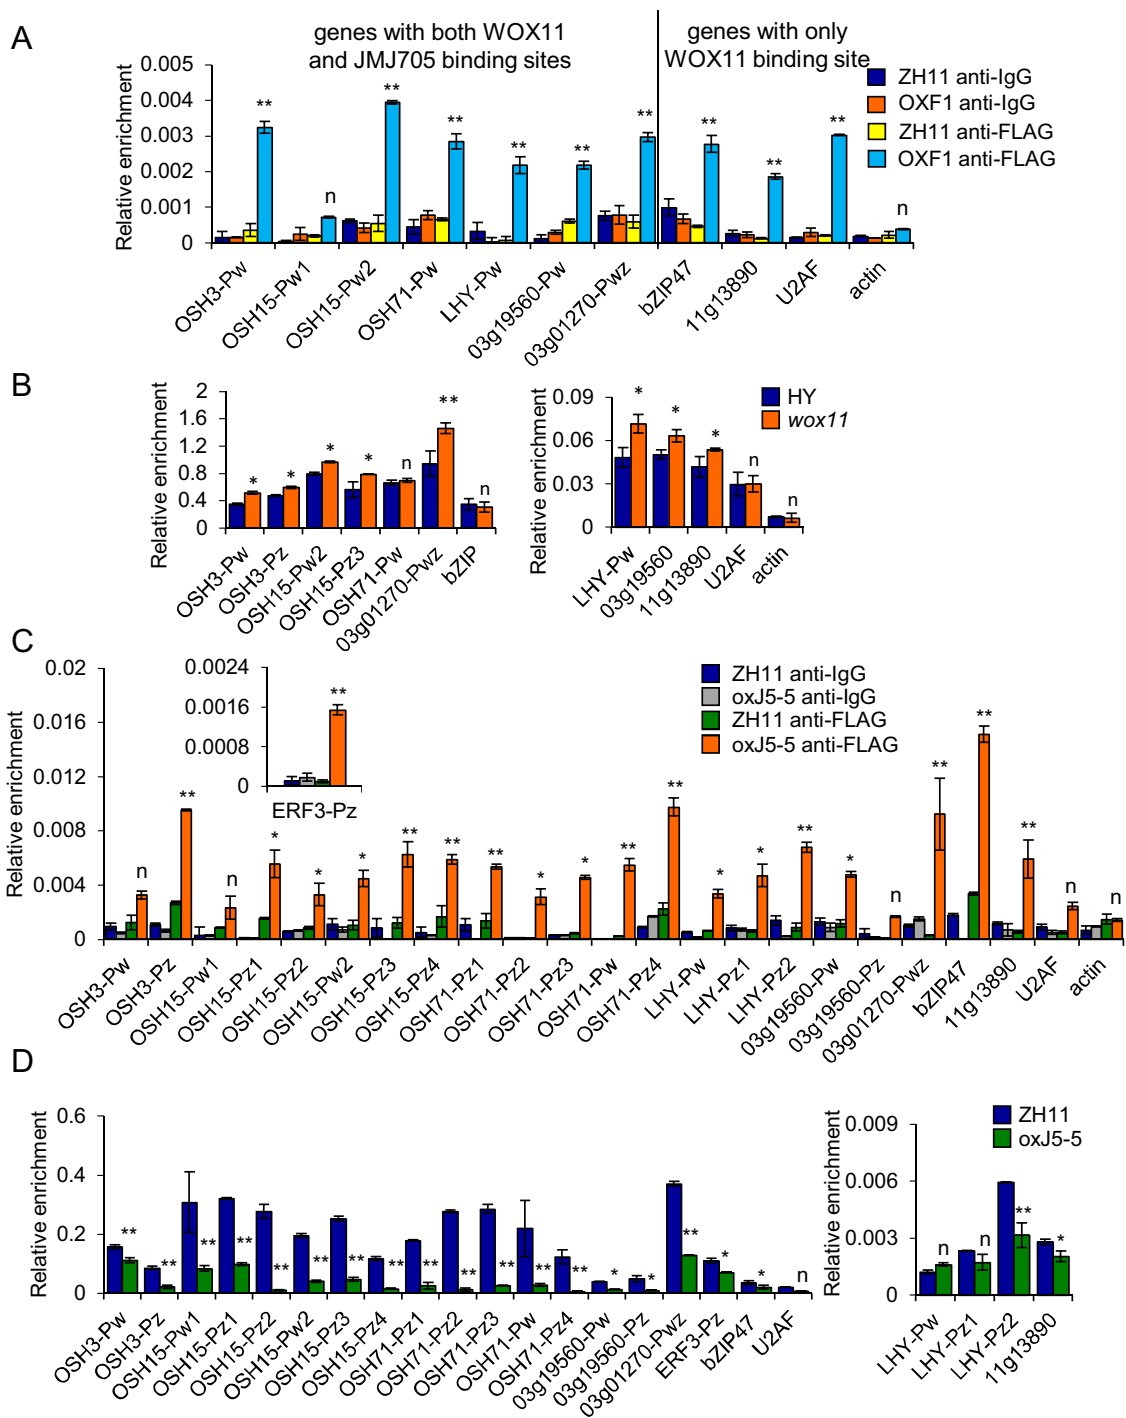 A
genes with both WOX11
and JMJ705 binding sites
genes with only
WOX11 binding site
ZH11 anti-IgG
OXF1 anti-IgG
ZH11 anti-FLAG
OXF1 anti-FLAG
Relative enrichment
0.005
0.004
0.003
0.002
0.001
0
** n ** ** ** ** ** ** ** ** n
OSH3-Pw
OSH15-Pw1
OSH15-Pw2
OSH71-Pw
LHY-Pw
03g19560-Pw
03g01270-Pwz
bZIP47
11g13890
U2AF
actin
B
Relative enrichment
2
1.6
1.2
0.8
0.4
0
* * * * n ** n
OSH3-Pw
OSH3-Pz
OSH15-Pw2
OSH15-Pz3
OSH71-Pw
03g01270-Pwz
bZIP
Relative enrichment
0.09
0.06
0.03
0
* * * n n
HY
wox11
LHY-Pw
03g19560
11g13890
U2AF
actin
C
Relative enrichment
0.02
0.016
0.012
0.008
0.004
0
0.0024
0.0016
0.0008
0
**
ERF3-Pz
ZH11 anti-IgG
oxJ5-5 anti-IgG
ZH11 anti-FLAG
oxJ5-5 anti-FLAG
n ** n * * * ** ** ** * * ** ** * * ** * n ** ** ** n
OSH3-Pw
OSH3-Pz
OSH15-Pw1
OSH15-Pz1
OSH15-Pz2
OSH15-Pw2
OSH15-Pz3
OSH15-Pz4
OSH71-Pz1
OSH71-Pz2
OSH71-Pz3
OSH71-Pw
OSH71-Pz4
LHY-Pw
LHY-Pz1
LHY-Pz2
03g19560-Pw
03g19560-Pz
03g01270-Pwz
bZIP47
11g13890
U2AF
actin
D
Relative enrichment
0.6
0.4
0.2
0
** ** ** ** ** ** ** ** ** ** ** ** ** * * ** * * n
OSH3-Pw
OSH3-Pz
OSH15-Pw1
OSH15-Pz1
OSH15-Pz2
OSH15-Pw2
OSH15-Pz3
OSH15-Pz4
OSH71-Pz1
OSH71-Pz2
OSH71-Pz3
OSH71-Pw
OSH71-Pz4
03g19560-Pw
03g19560-Pz
03g01270-Pwz
ERF3-Pz
bZIP47
U2AF
Relative enrichment
0.009
0.006
0.003
0
ZH11
oxJ5-5
n n ** *
LHY-Pw
LHY-Pz1
LHY-Pz2
11g13890